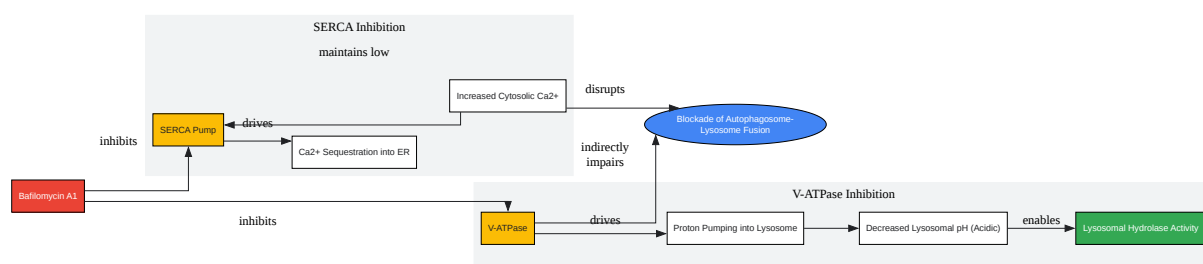 SERCA Inhibition
maintains low
Increased Cytosolic Ca2+
disrupts
Blockade of Autophagosome-
Lysosome Fusion
SERCA Pump
drives
inhibits
Ca2+ Sequestration into ER
indirectly
impairs
Bafilomycin A1
V-ATPase Inhibition
inhibits
V-ATPase
drives
Proton Pumping into Lysosome
Decreased Lysosomal pH (Acidic)
enables
Lysosomal Hydrolase Activity